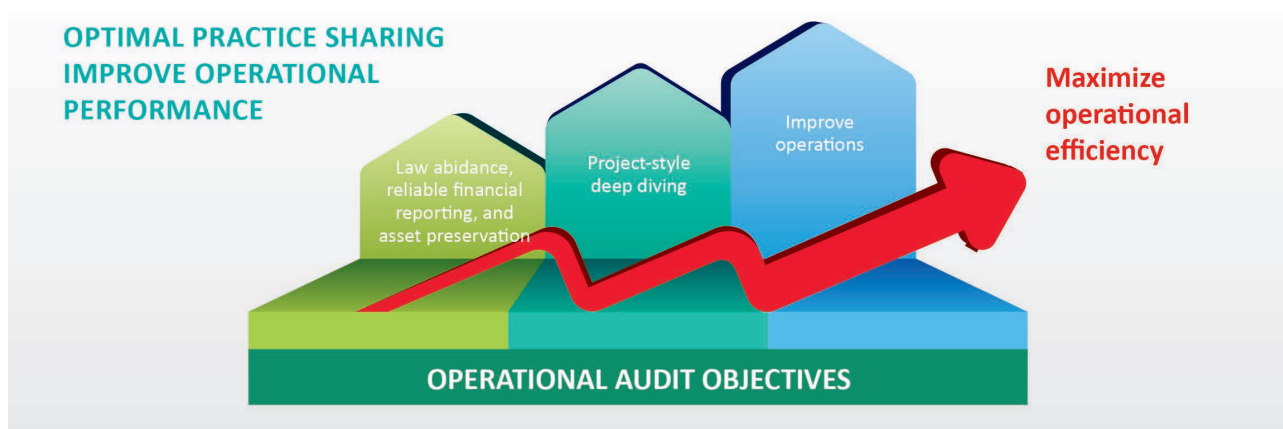 OPTIMAL PRACTICE SHARING
IMPROVE OPERATIONAL
PERFORMANCE
Law abidance,
reliable financial
reporting, and
asset preservation
Project-style
deep diving
Improve
operations
Maximize
operational
efficiency
OPERATIONAL AUDIT OBJECTIVES